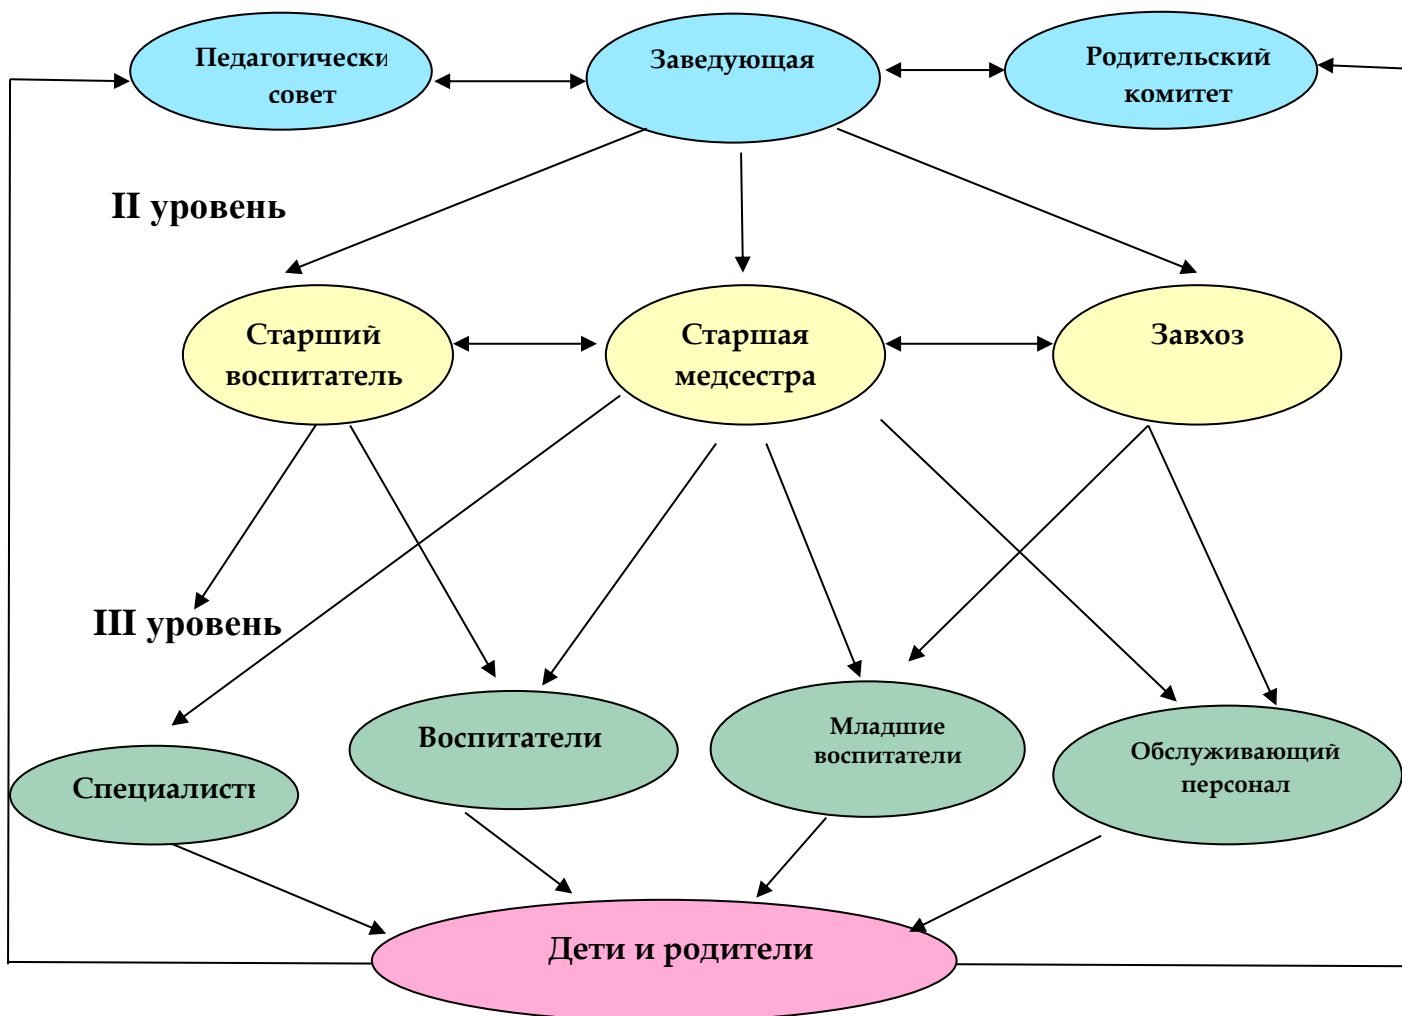 Педагогически
совет
Заведующая
Родительский
комитет
II уровень
Старший
воспитатель
Старшая
медсестра
Завхоз
III уровень
Специалист
Воспитатели
Младшие
воспитатели
Обслуживающий
персонал
Дети и родители